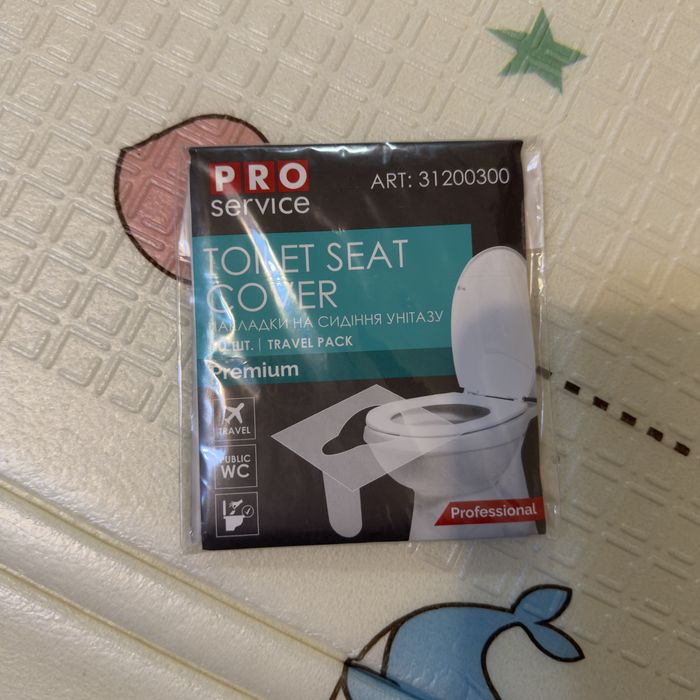 PRO
service
ART: 31200300
TOILET SEAT
COVER
НАКЛАДКИ НА СИДІННЯ УНІТАЗУ
ШТ. | TRAVEL PACK
Premium
TRAVEL
PUBLIC
WC
Professional